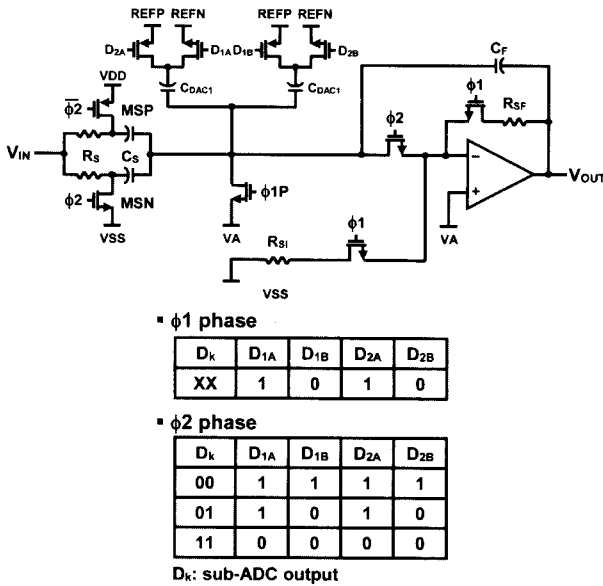 REFP REFN REFP REFN
D2A D1A D1B D2B
CDAC1 CDAC1
CF
VDD
ϕ1
ϕ̅2 MSP
ϕ2 RSF
VIN RS CS
VOUT
ϕ2 MSN
ϕ1P
VSS VA VA
ϕ1
RSI
VSS
▪ ϕ1 phase
Dk D1A D1B D2A D2B
XX 1 0 1 0
▪ ϕ2 phase
Dk D1A D1B D2A D2B
00 1 1 1 1
01 1 0 1 0
11 0 0 0 0
Dk: sub-ADC output